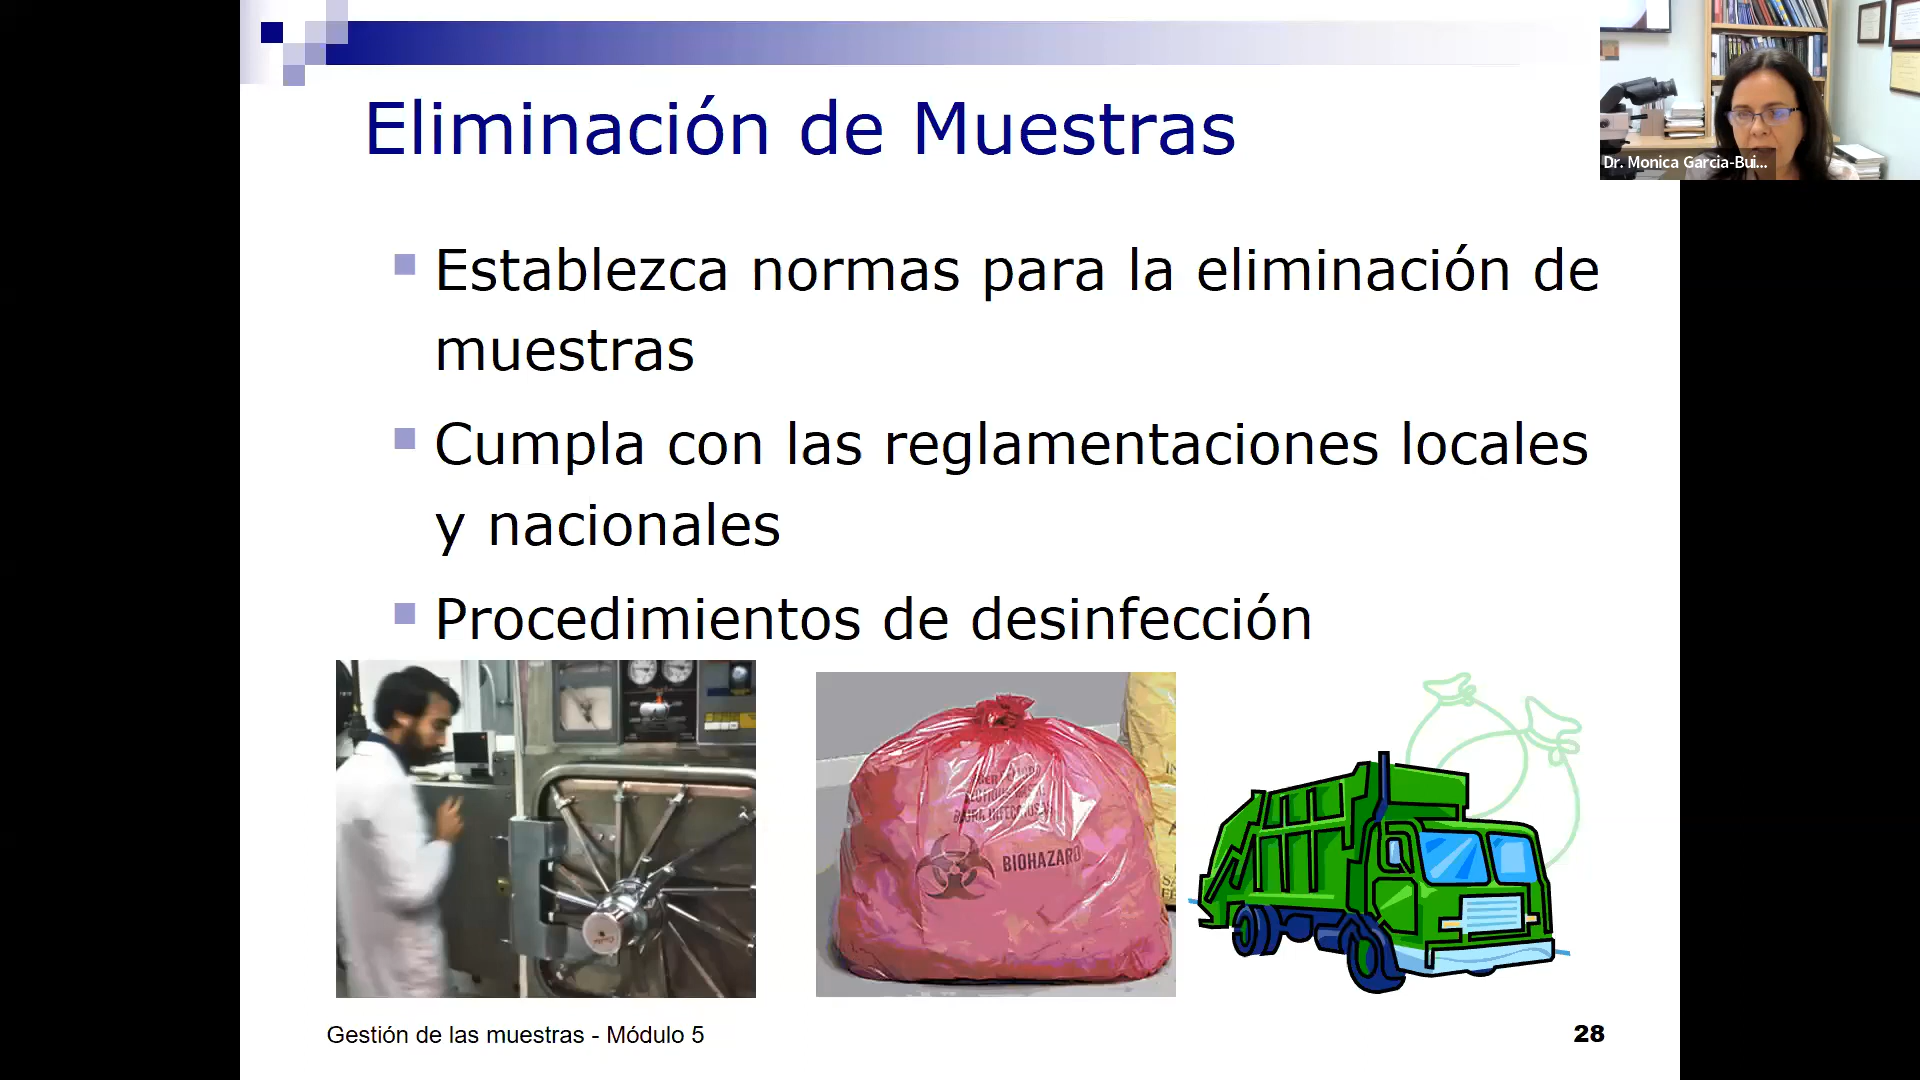 Eliminación de Muestras
Dr. Monica Garcia-Bui...
Establezca normas para la eliminación de
muestras
Cumpla con las reglamentaciones locales
y nacionales
Procedimientos de desinfección
BIOHAZARD
Gestión de las muestras - Módulo 5
28